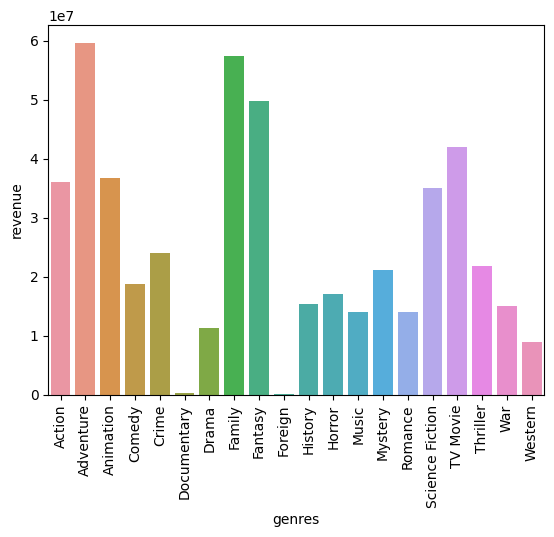 1e7
6
5
4
3
2
1
0
revenue
Action
Adventure
Animation
Comedy
Crime
Documentary
Drama
Family
Fantasy
Foreign
History
Horror
Music
Mystery
Romance
Science Fiction
TV Movie
Thriller
War
Western
genres